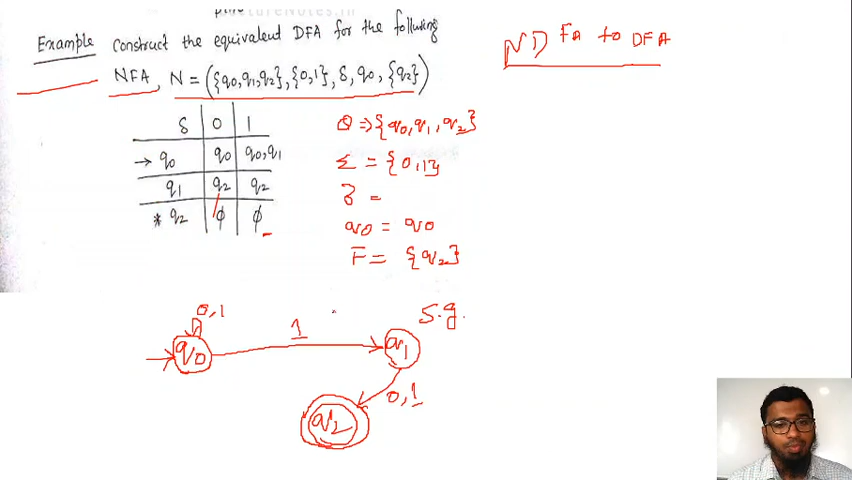 Example Construct the equivalent DFA for the following
NFA, N = ({q0,q1,q2},{0,1}, δ, q0, {q2})
δ 0 1
→ q0 q0 q0,q1
q1 q2 q2
* q2 ϕ ϕ
Q ⇒ {q0, q1, q2}
Σ = {0,1}
δ =
q0 = q0
F = {q2}
ND FA to DFA
0,1
q0
1
q1
S.g.
0,1
q2